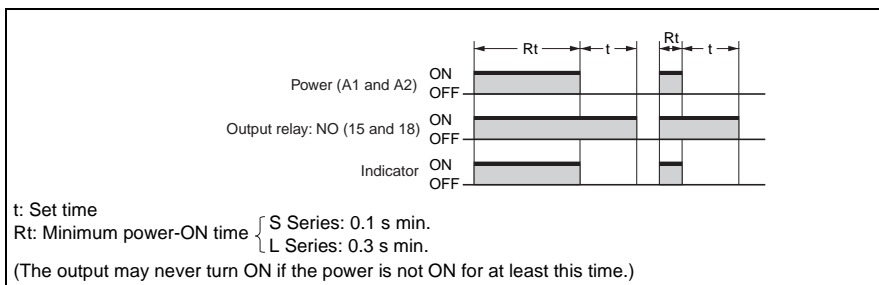 Rt t Rt t
Power (A1 and A2) ON
OFF
Output relay: NO (15 and 18) ON
OFF
Indicator ON
OFF
t: Set time
Rt: Minimum power-ON time { S Series: 0.1 s min.
L Series: 0.3 s min.
(The output may never turn ON if the power is not ON for at least this time.)